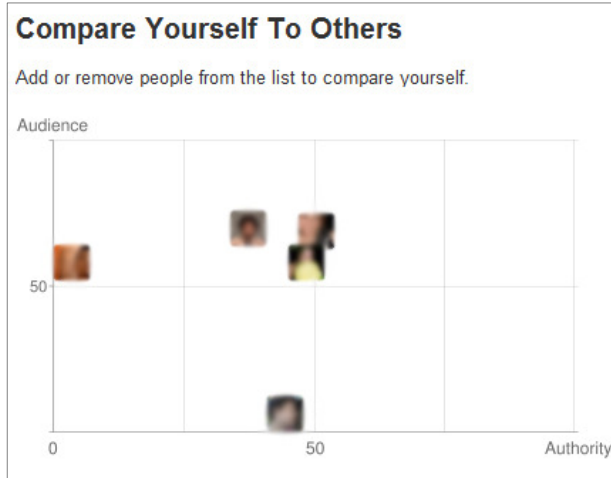 Compare Yourself To Others
Add or remove people from the list to compare yourself.
Audience
50
0 50 Authority